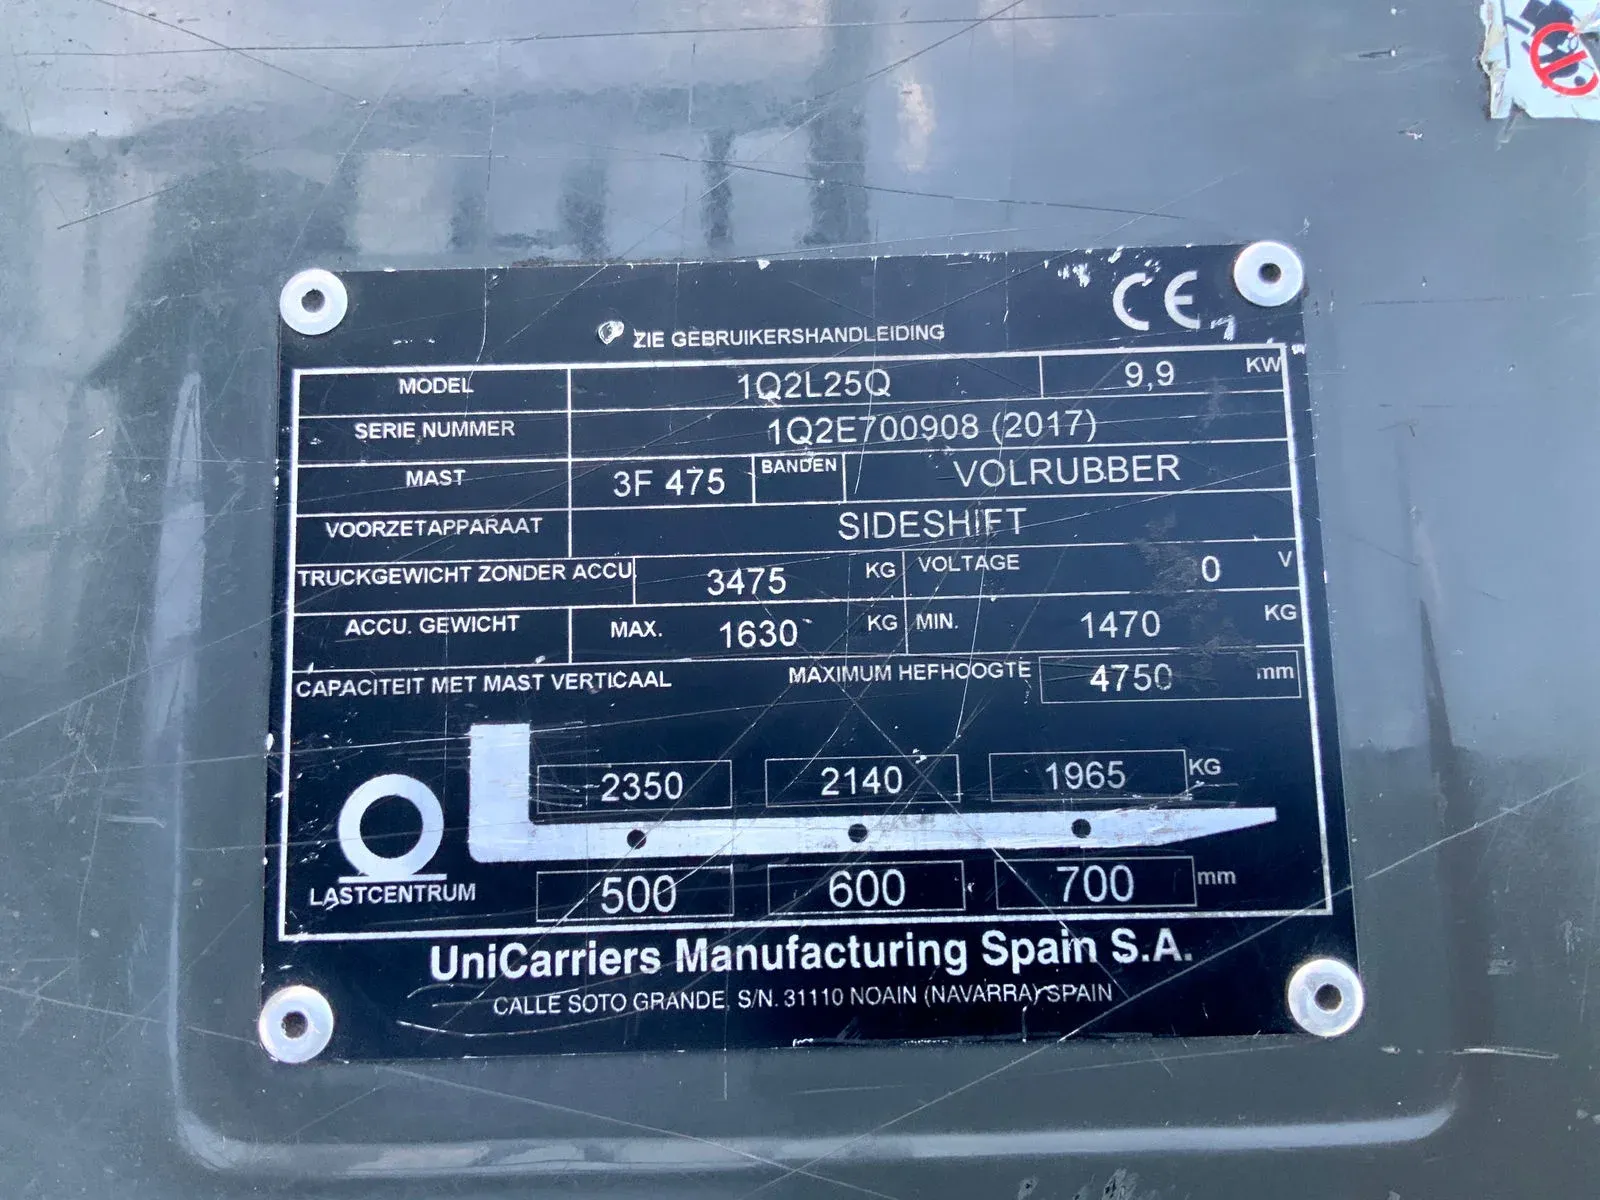 CE
ZIE GEBRUIKERSHANDLEIDING
MODEL 1Q2L25Q 9,9 KW
SERIE NUMMER 1Q2E700908 (2017)
MAST 3F 475 BANDEN VOLRUBBER
VOORZETAPPARAAT SIDESHIFT
TRUCKGEWICHT ZONDER ACCU 3475 KG VOLTAGE 0 V
ACCU. GEWICHT MAX. 1630 KG MIN. 1470 KG
CAPACITEIT MET MAST VERTICAAL MAXIMUM HEFHOOGTE 4750 mm
2350 2140 1965 KG
LASTCENTRUM 500 600 700 mm
UniCarriers Manufacturing Spain S.A.
CALLE SOTO GRANDE, S/N. 31110 NOAIN (NAVARRA) SPAIN